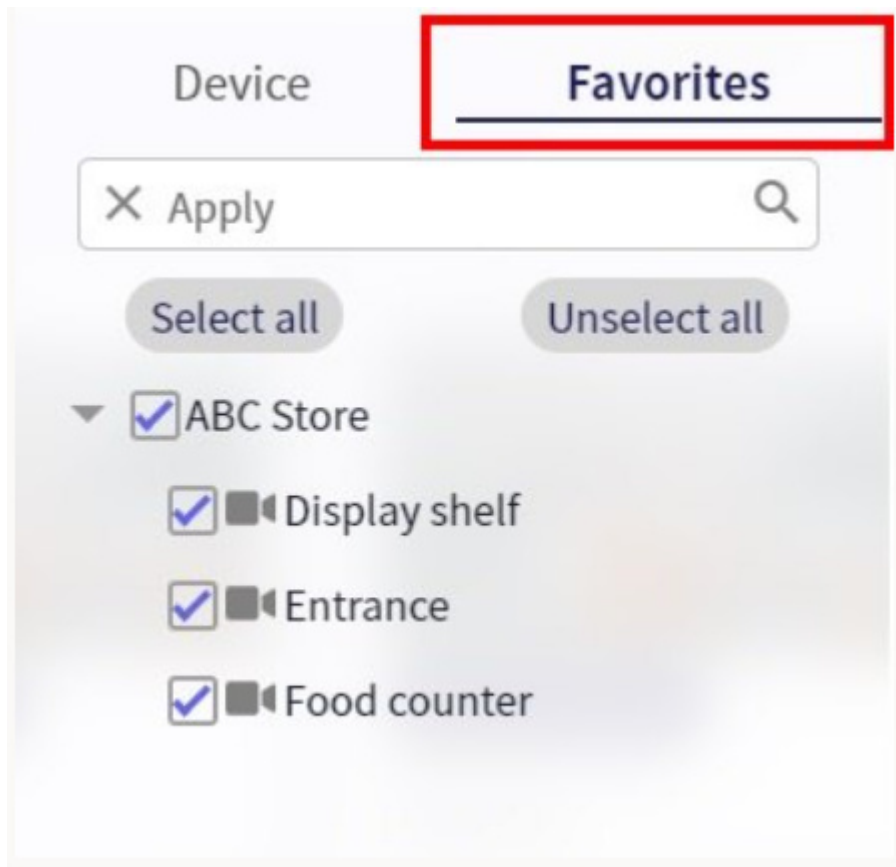 Device Favorites
Apply
Select all Unselect all
ABC Store
Display shelf
Entrance
Food counter